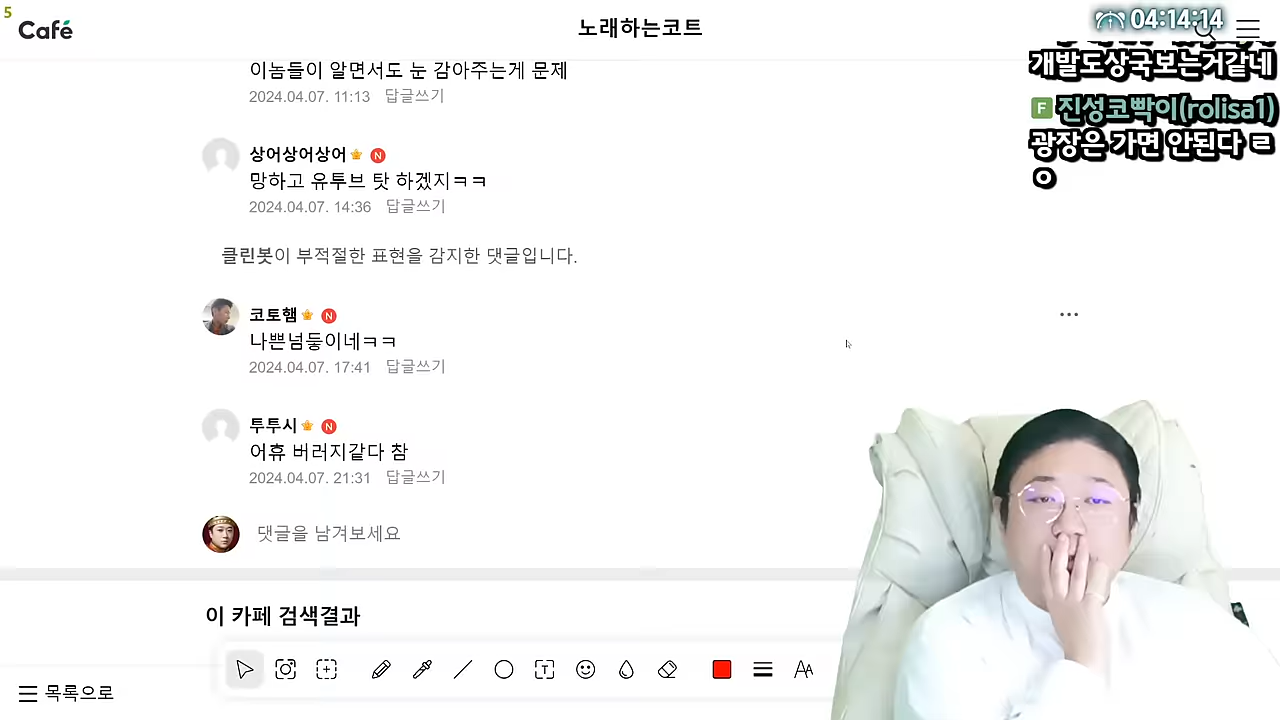 5
Café
노래하는코트
04:14:14
이놈들이 알면서도 눈 감아주는게 문제
2024.04.07. 11:13 답글쓰기
개발도상국보는거같네
F 진성코빡이(rolisa1)
광장은 가면 안된다 ㄹ
ㅇ
상어상어상어 N
망하고 유투브 탓 하겠지ㅋㅋ
2024.04.07. 14:36 답글쓰기
클린봇이 부적절한 표현을 감지한 댓글입니다.
코토햄 N
나쁜넘듷이네ㅋㅋ
2024.04.07. 17:41 답글쓰기
투투시 N
어휴 버러지같다 참
2024.04.07. 21:31 답글쓰기
댓글을 남겨보세요
이 카페 검색결과
T
AA
목록으로